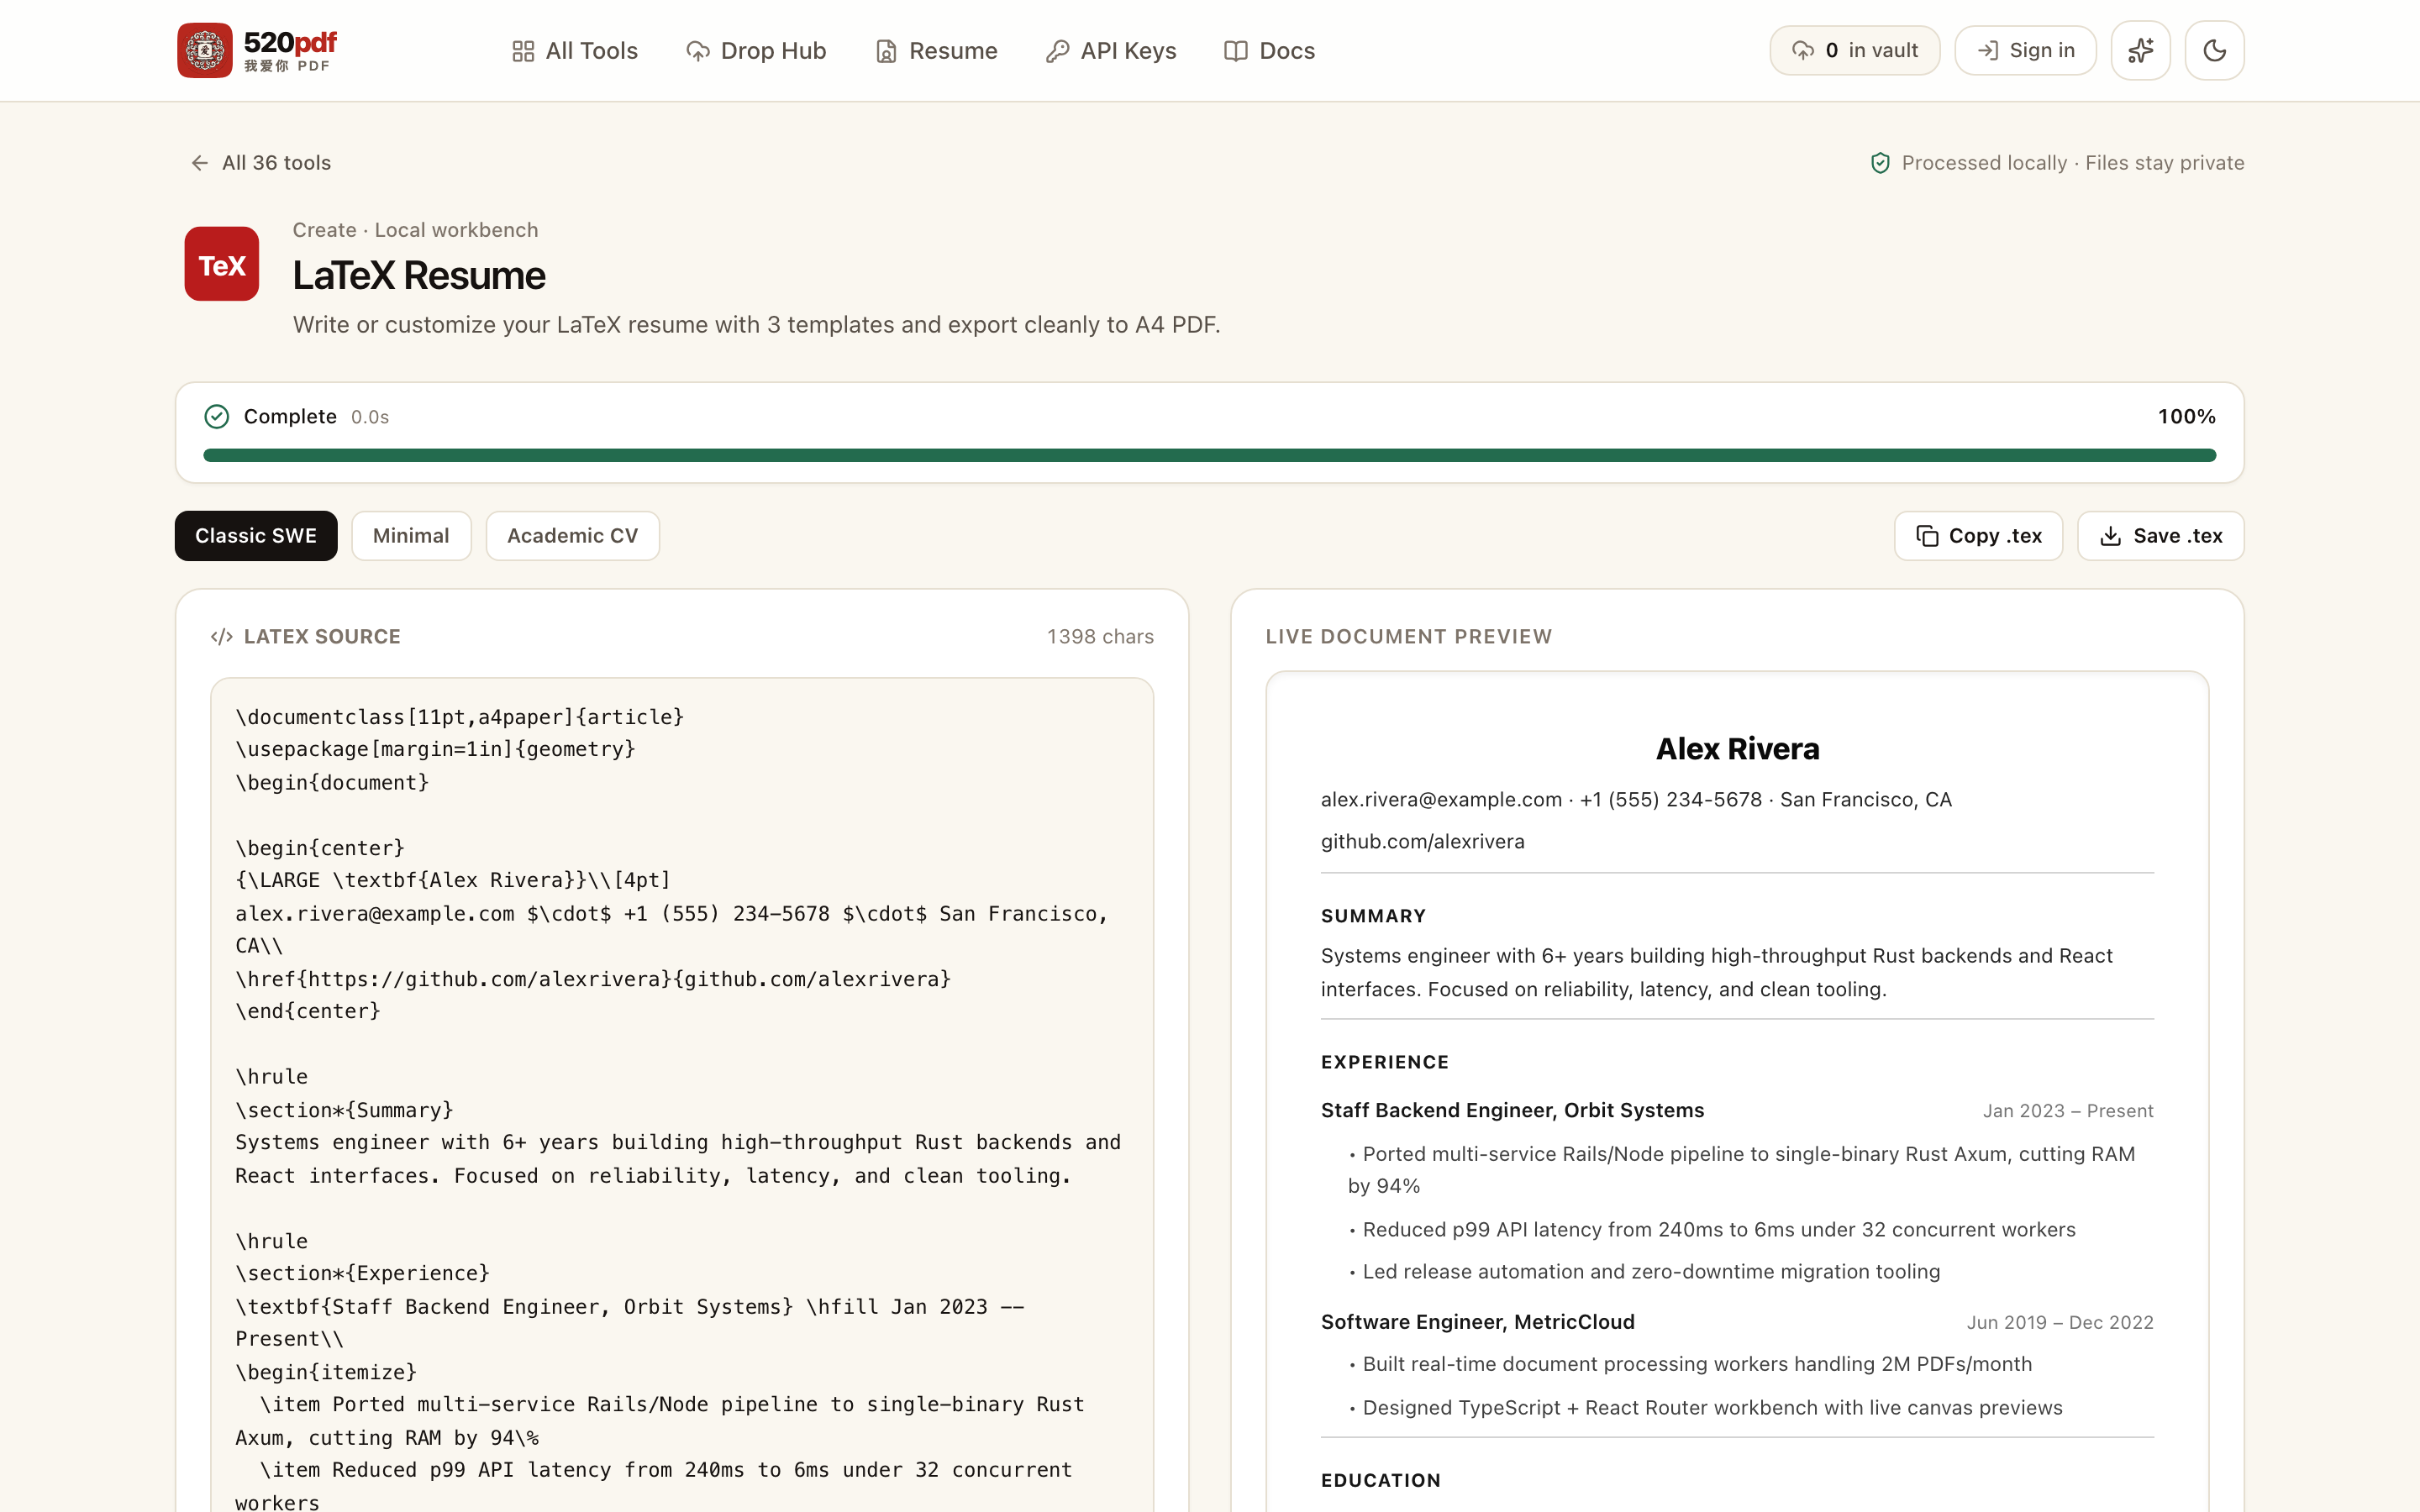 520pdf
我爱你 PDF
All Tools
Drop Hub
Resume
API Keys
Docs
0 in vault
Sign in
All 36 tools
Processed locally · Files stay private
TeX
Create · Local workbench
LaTeX Resume
Write or customize your LaTeX resume with 3 templates and export cleanly to A4 PDF.
Complete 0.0s
100%
Classic SWE
Minimal
Academic CV
Copy .tex
Save .tex
</> LATEX SOURCE
1398 chars
\documentclass[11pt,a4paper]{article}
\usepackage[margin=1in]{geometry}
\begin{document}
\begin{center}
{\LARGE \textbf{Alex Rivera}}\\[4pt]
alex.rivera@example.com $\cdot$ +1 (555) 234-5678 $\cdot$ San Francisco,
CA\\
\href{https://github.com/alexrivera}{github.com/alexrivera}
\end{center}
\hrule
\section*{Summary}
Systems engineer with 6+ years building high-throughput Rust backends and
React interfaces. Focused on reliability, latency, and clean tooling.
\hrule
\section*{Experience}
\textbf{Staff Backend Engineer, Orbit Systems} \hfill Jan 2023 --
Present\\
\begin{itemize}
\item Ported multi-service Rails/Node pipeline to single-binary Rust
Axum, cutting RAM by 94\%
\item Reduced p99 API latency from 240ms to 6ms under 32 concurrent
workers
LIVE DOCUMENT PREVIEW
Alex Rivera
alex.rivera@example.com · +1 (555) 234-5678 · San Francisco, CA
github.com/alexrivera
SUMMARY
Systems engineer with 6+ years building high-throughput Rust backends and React
interfaces. Focused on reliability, latency, and clean tooling.
EXPERIENCE
Staff Backend Engineer, Orbit Systems
Jan 2023 – Present
• Ported multi-service Rails/Node pipeline to single-binary Rust Axum, cutting RAM
by 94%
• Reduced p99 API latency from 240ms to 6ms under 32 concurrent workers
• Led release automation and zero-downtime migration tooling
Software Engineer, MetricCloud
Jun 2019 – Dec 2022
• Built real-time document processing workers handling 2M PDFs/month
• Designed TypeScript + React Router workbench with live canvas previews
EDUCATION